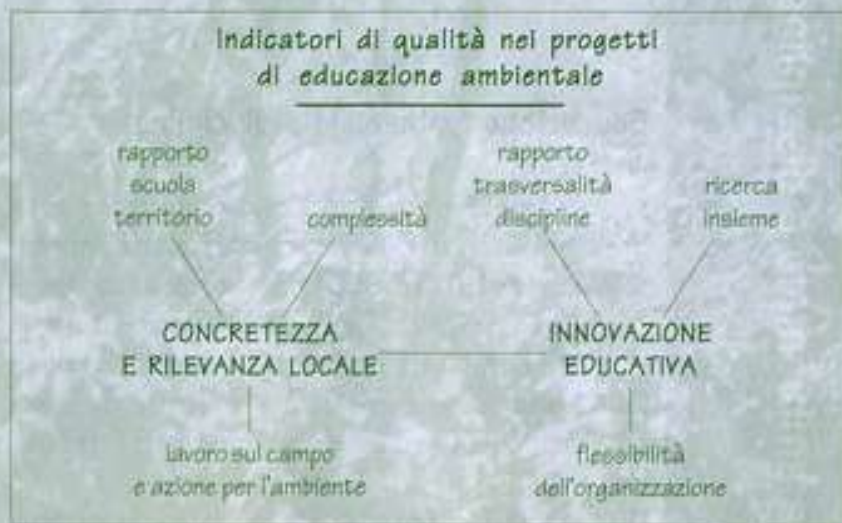 Indicatori di qualità nei progetti
di educazione ambientale
rapporto
scuola
territorio
complessità
rapporto
trasversalità
discipline
ricerca
insieme
CONCRETEZZA
E RILEVANZA LOCALE
INNOVAZIONE
EDUCATIVA
lavoro sul campo
e azione per l'ambiente
flessibilità
dell'organizzazione